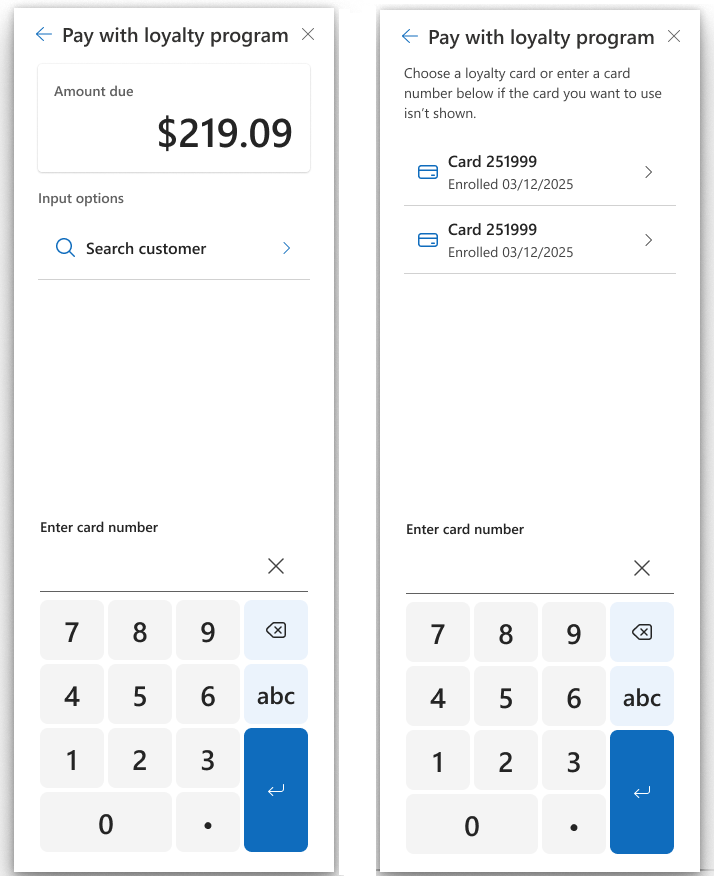 Pay with loyalty program
Amount due
$219.09
Input options
Search customer
Enter card number
7 8 9
4 5 6 abc
1 2 3
0 .
Pay with loyalty program
Choose a loyalty card or enter a card
number below if the card you want to use
isn’t shown.
Card 251999
Enrolled 03/12/2025
Card 251999
Enrolled 03/12/2025
Enter card number
7 8 9
4 5 6 abc
1 2 3
0 .